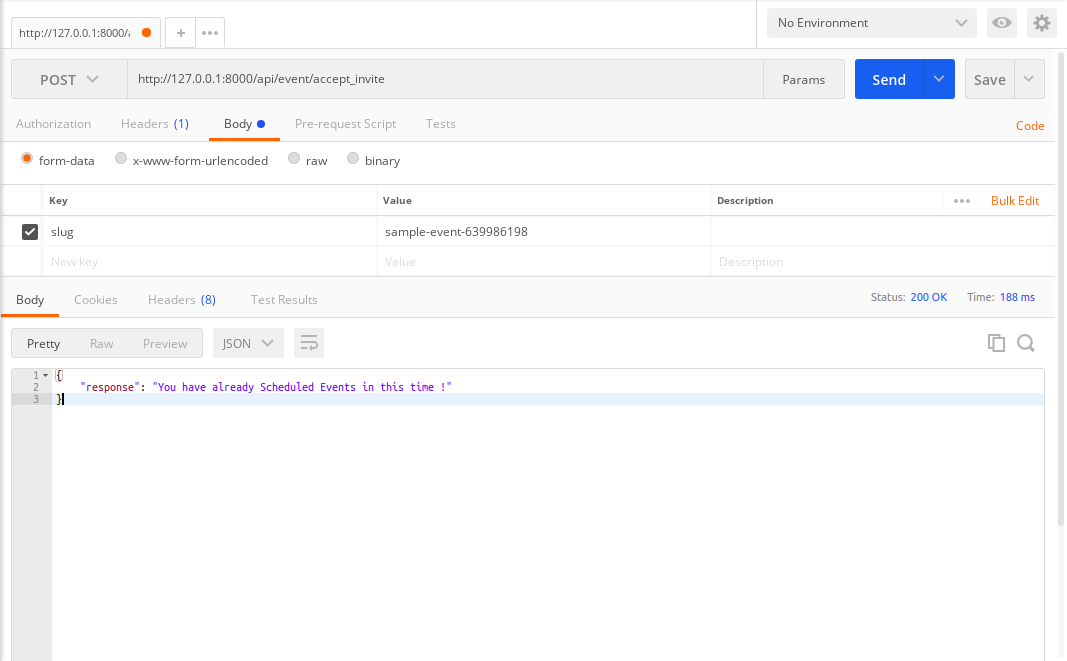 http://127.0.0.1:8000/a
No Environment
POST http://127.0.0.1:8000/api/event/accept_invite Params Send Save
Authorization Headers (1) Body Pre-request Script Tests Code
form-data x-www-form-urlencoded raw binary
Key Value Description Bulk Edit
slug sample-event-639986198
New key Value Description
Body Cookies Headers (8) Test Results Status: 200 OK Time: 188 ms
Pretty Raw Preview JSON
1 {
2 "response": "You have already Scheduled Events in this time !"
3 }